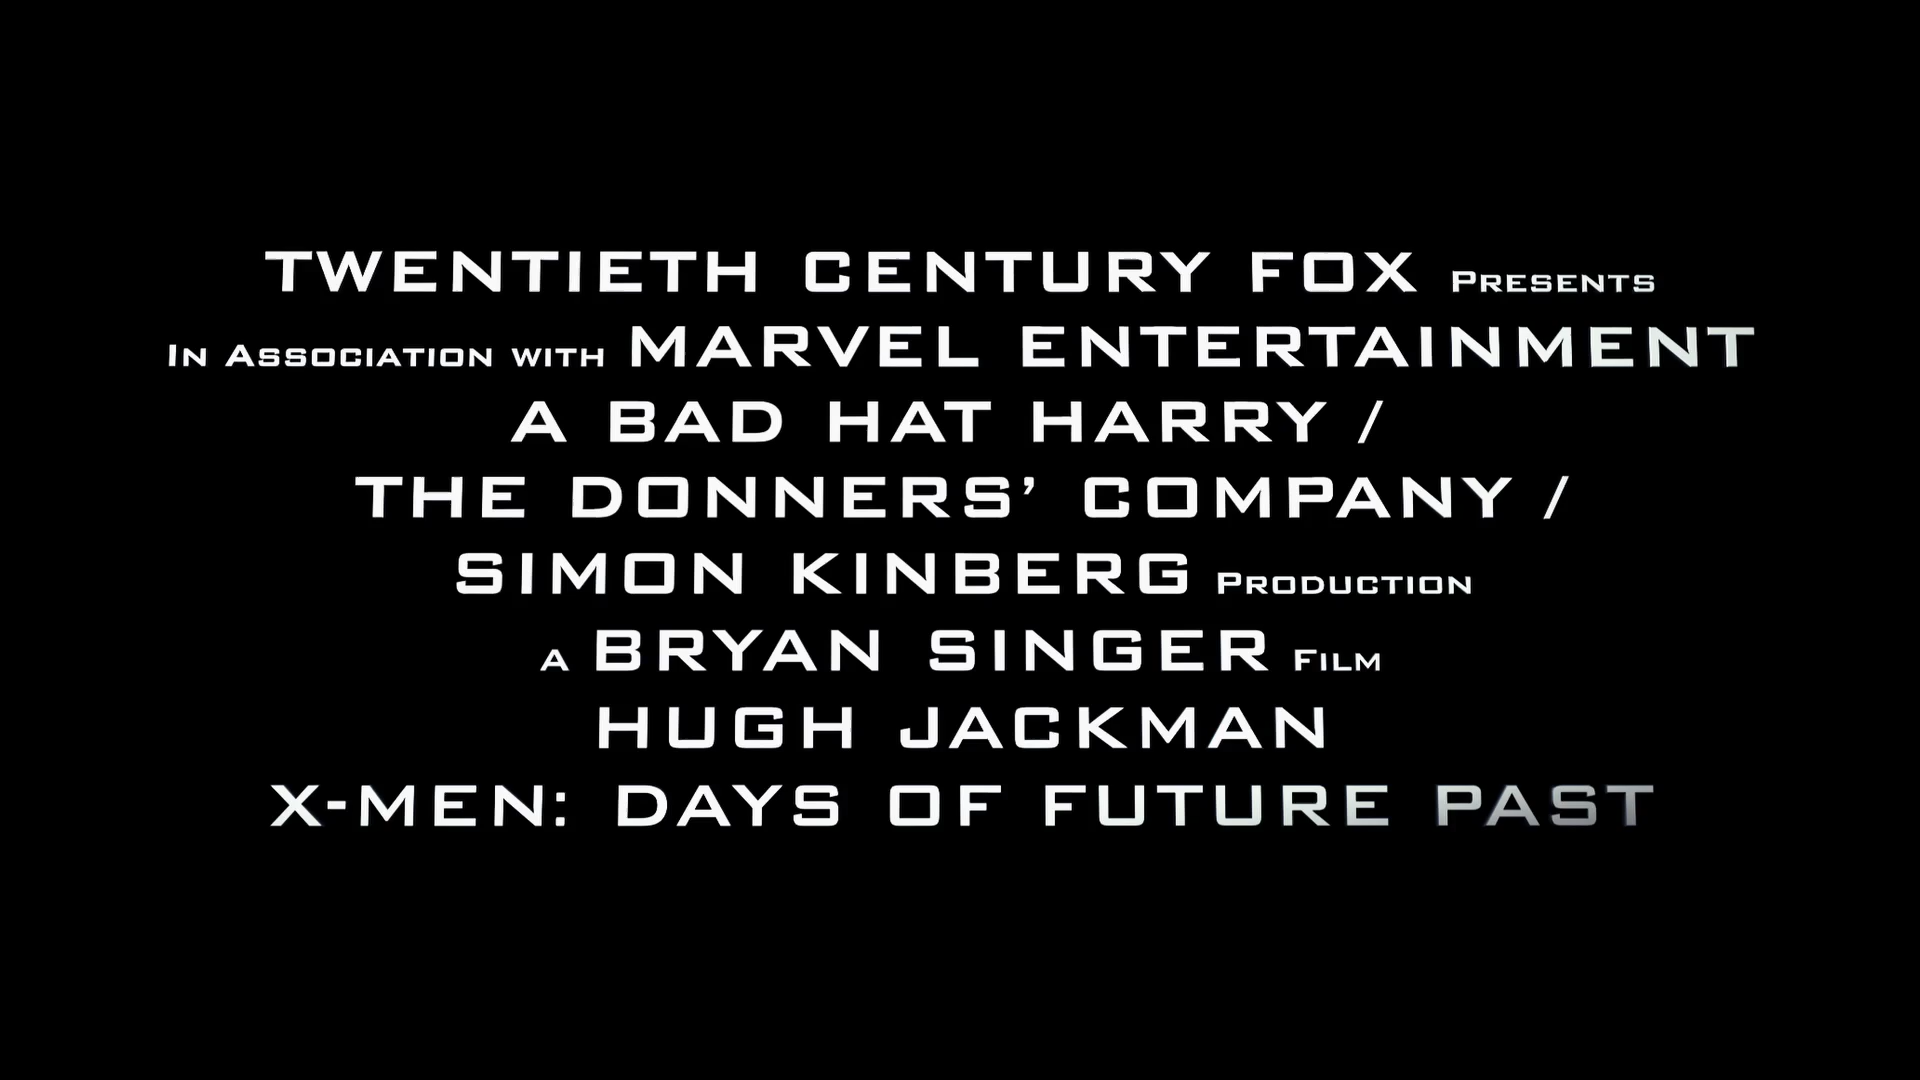 TWENTIETH CENTURY FOX PRESENTS
IN ASSOCIATION WITH MARVEL ENTERTAINMENT
A BAD HAT HARRY /
THE DONNERS’ COMPANY /
SIMON KINBERG PRODUCTION
A BRYAN SINGER FILM
HUGH JACKMAN
X-MEN: DAYS OF FUTURE PAST